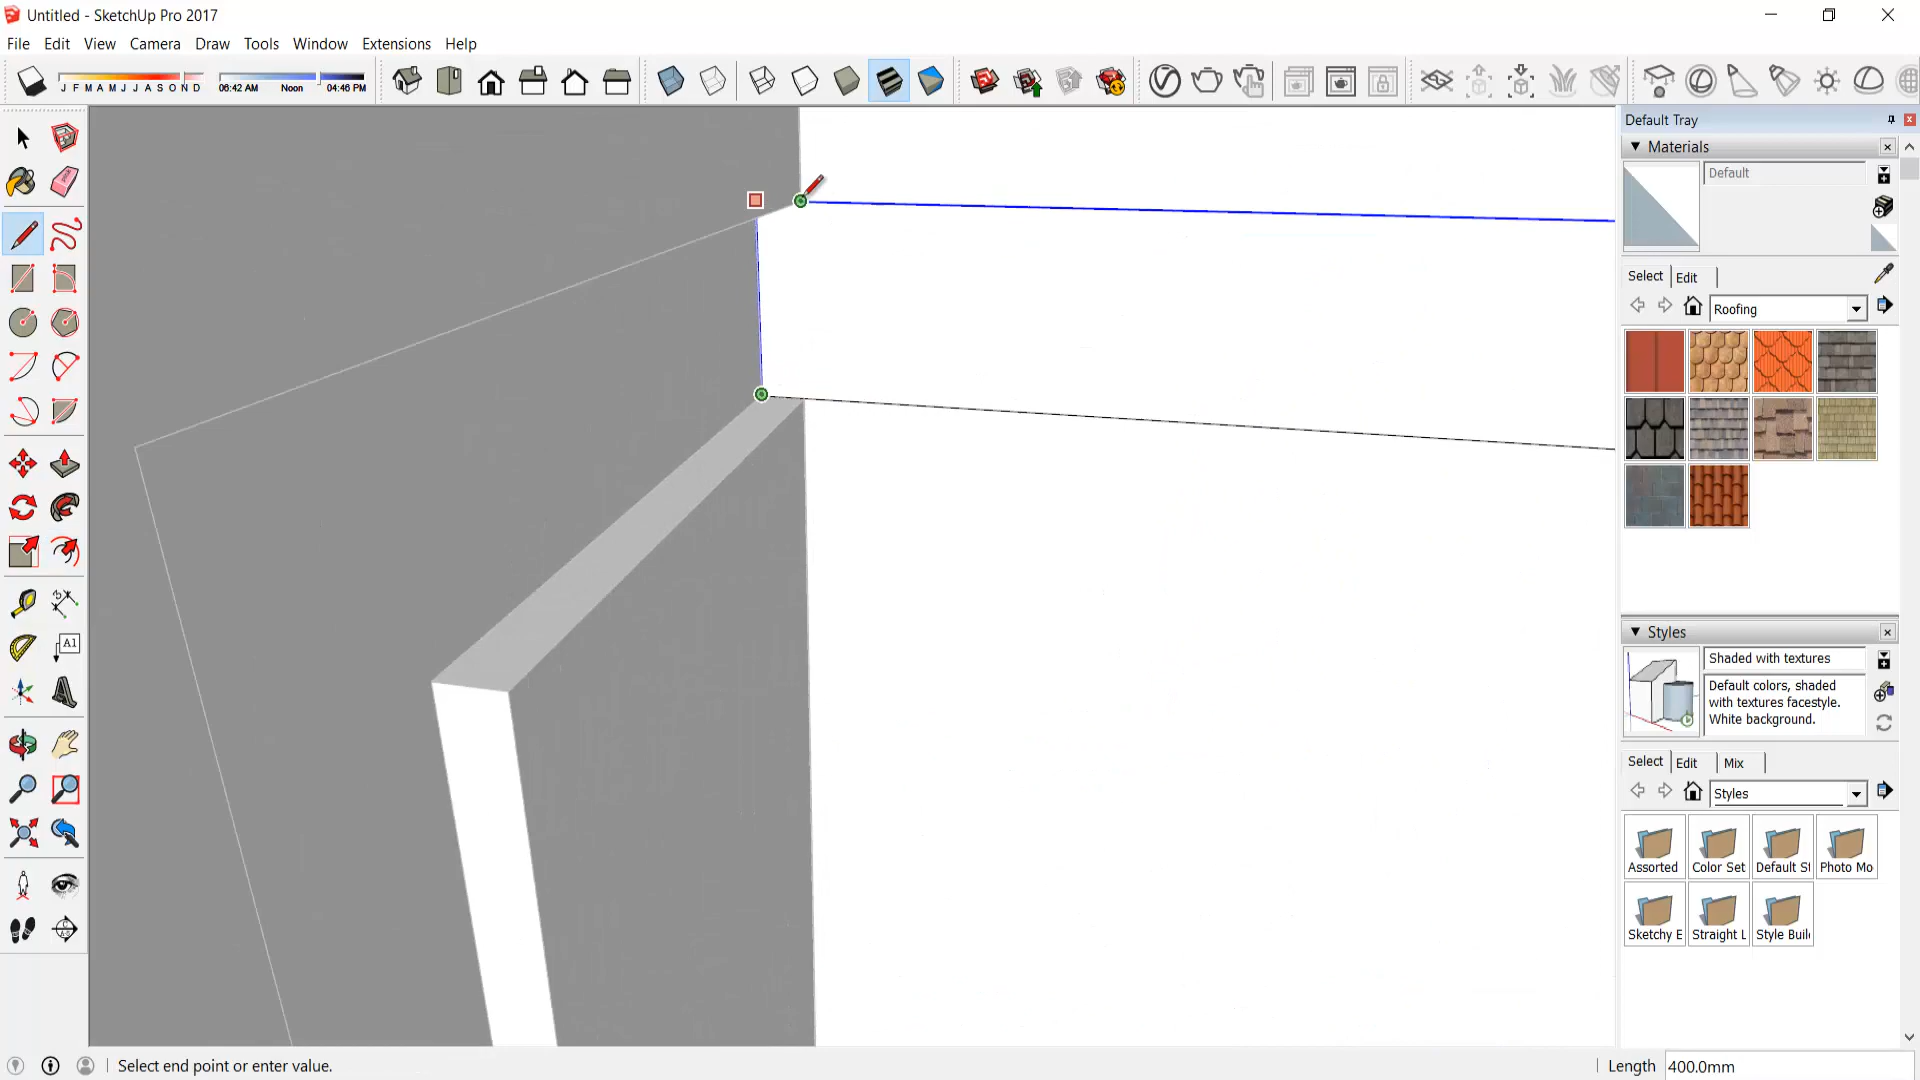 Untitled - SketchUp Pro 2017
File Edit View Camera Draw Tools Window Extensions Help
J F M A M J J A S O N D
06:42 AM Noon 04:46 PM
Default Tray
Materials
Default
Select Edit
Roofing
A1
Styles
Shaded with textures
Default colors, shaded
with textures facestyle.
White background.
Select Edit Mix
Styles
Assorted Color Set Default St Photo Mo
Sketchy E Straight L Style Buil
Select end point or enter value.
Length 400.0mm